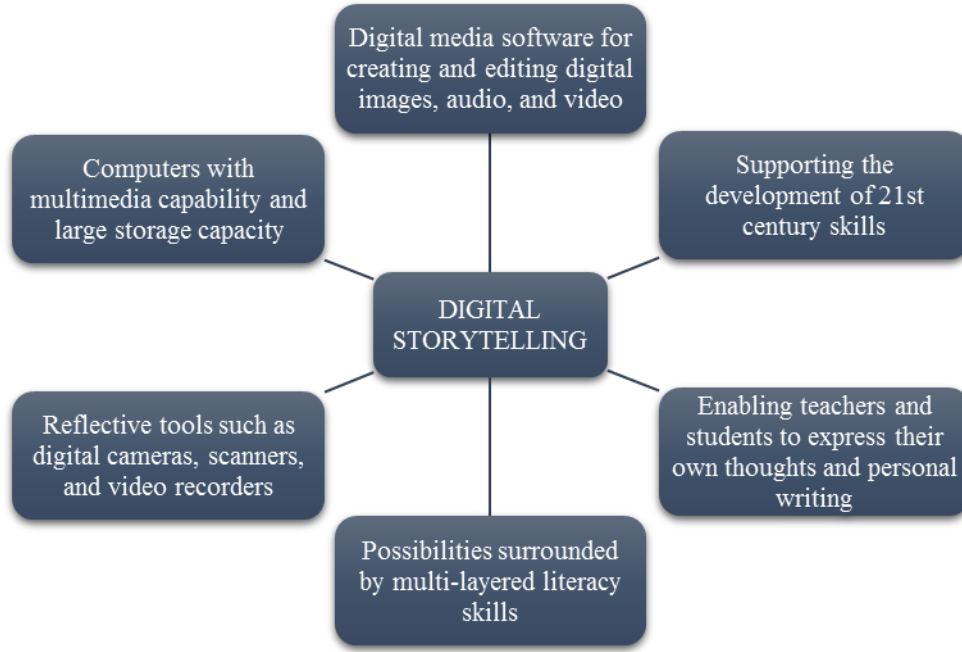 Digital media software for
creating and editing digital
images, audio, and video
Computers with
multimedia capability and
large storage capacity
Supporting the
development of 21st
century skills
DIGITAL
STORYTELLING
Reflective tools such as
digital cameras, scanners,
and video recorders
Enabling teachers and
students to express their
own thoughts and personal
writing
Possibilities surrounded
by multi-layered literacy
skills